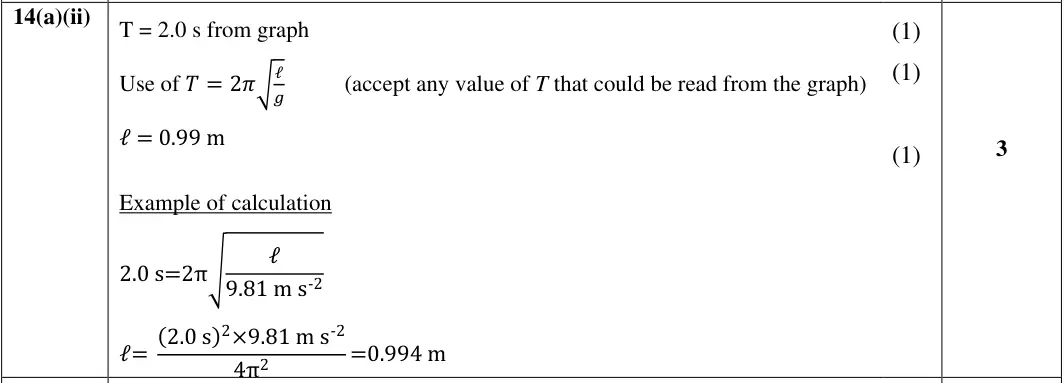 14(a)(ii) T = 2.0 s from graph (1)
Use of 𝑇 = 2𝜋√(ℓ/𝑔) (accept any value of T that could be read from the graph) (1)
ℓ = 0.99 m (1) 3
Example of calculation
2.0 s=2π√(ℓ/9.81 m s⁻²)
ℓ= (2.0 s)²×9.81 m s⁻²/4π² =0.994 m